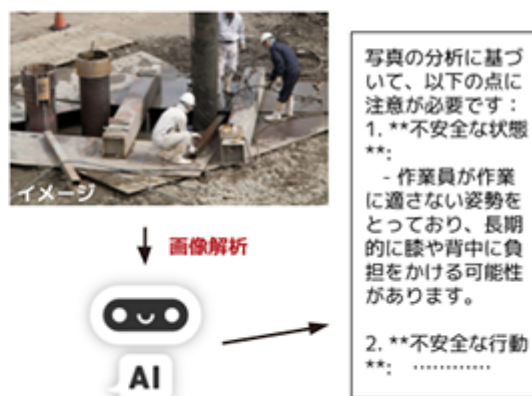 イメージ
画像解析
AI
写真の分析に基づ
いて、以下の点に
注意が必要です：
1. **不安全な状態
**:
- 作業員が作業
に適さない姿勢を
とっており、長期
的に膝や背中に負
担をかける可能性
があります。
2. **不安全な行動
**: …………